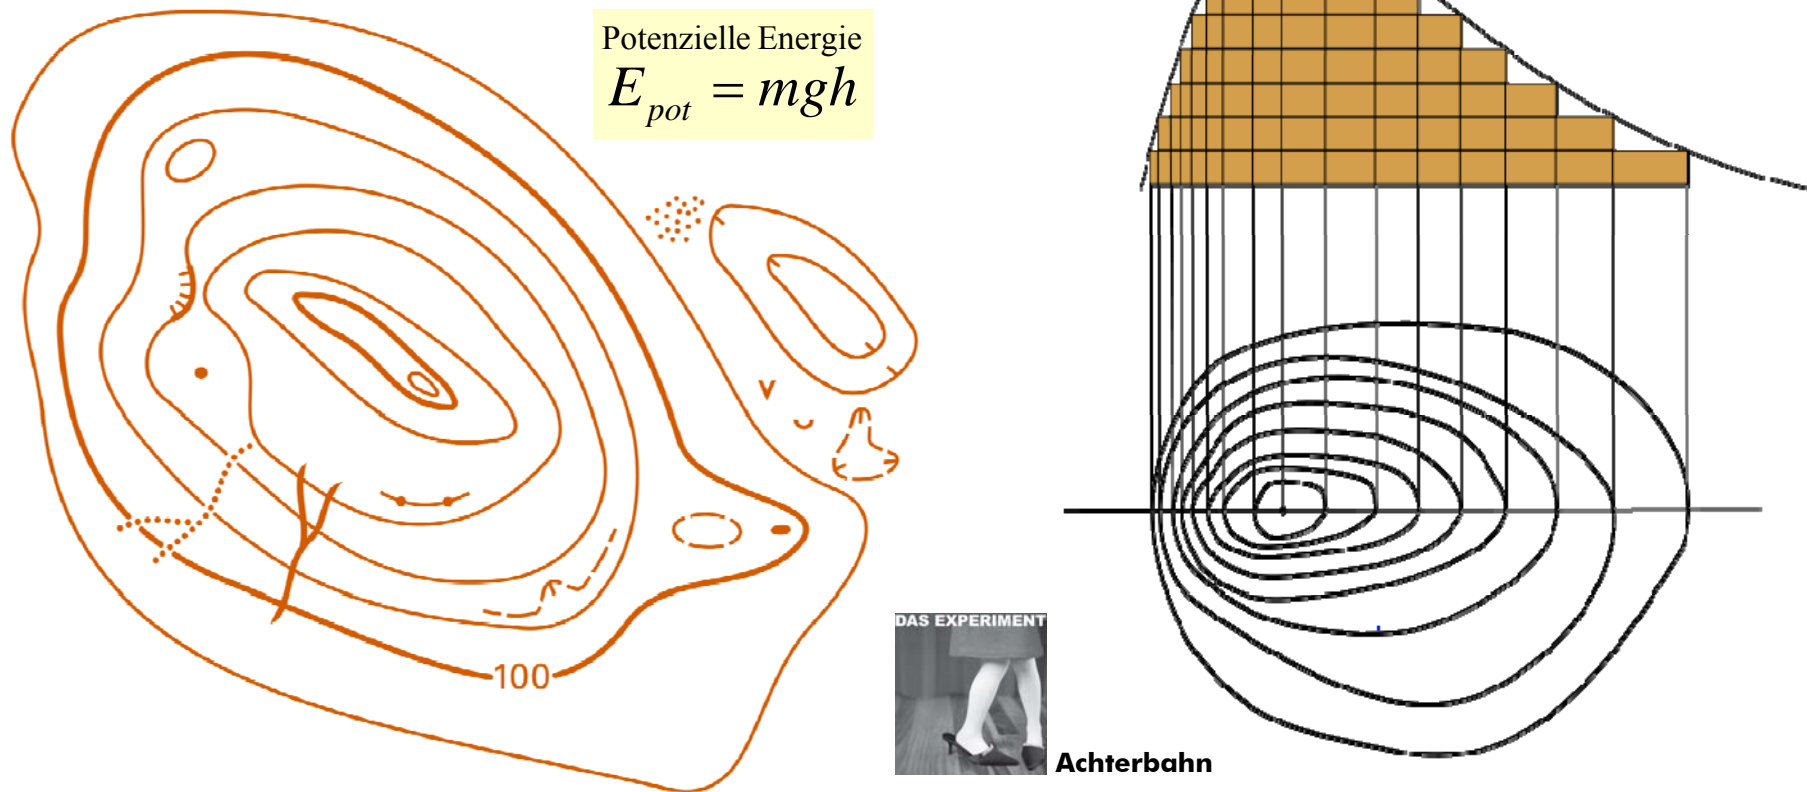 Potenzielle Energie
E_pot = mgh
100
DAS EXPERIMENT
Achterbahn